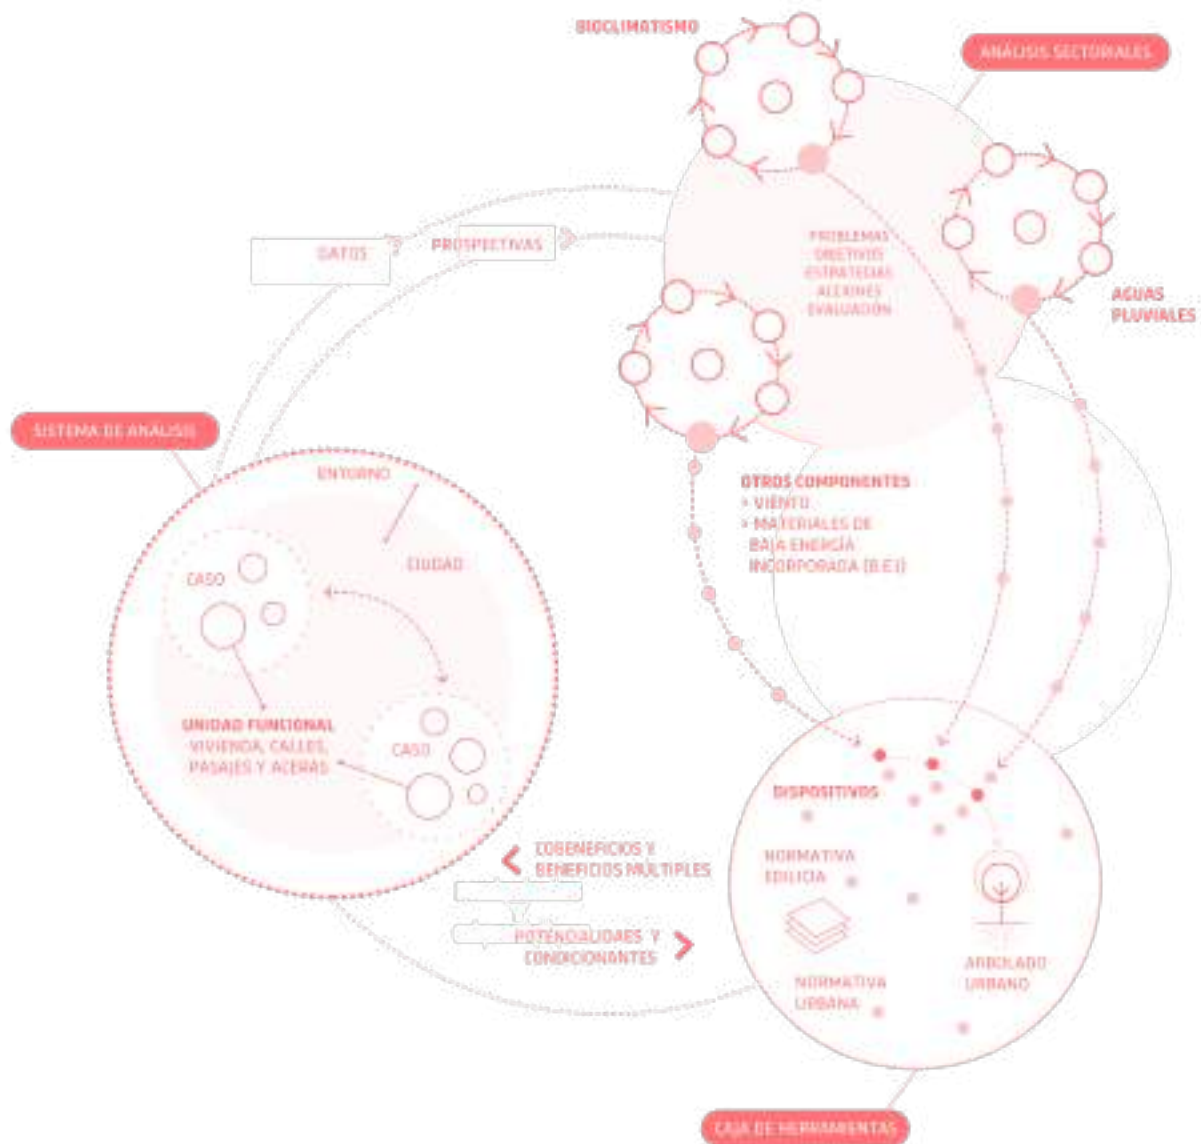 BIOCLIMATISMO
ANÁLISIS SECTORIALES
DATOS
PROSPECTIVAS
PROBLEMAS
OBJETIVOS
ESTRATEGIAS
ACCIONES
EVALUACIÓN
AGUAS
PLUVIALES
SISTEMA DE ANÁLISIS
ENTORNO
CIUDAD
CASO
OTROS COMPONENTES
> VIENTO
> MATERIALES DE
BAJA ENERGÍA
INCORPORADA (B.E.I)
UNIDAD FUNCIONAL
VIVIENDA, CALLES,
PASAJES Y ACERAS
CASO
DISPOSITIVOS
COBENEFICIOS Y
BENEFICIOS MÚLTIPLES
NORMATIVA
EDILICIA
POTENCIALIDAES Y
CONDICIONANTES
ARBOLADO
URBANO
NORMATIVA
URBANA
CAJA DE HERRAMIENTAS